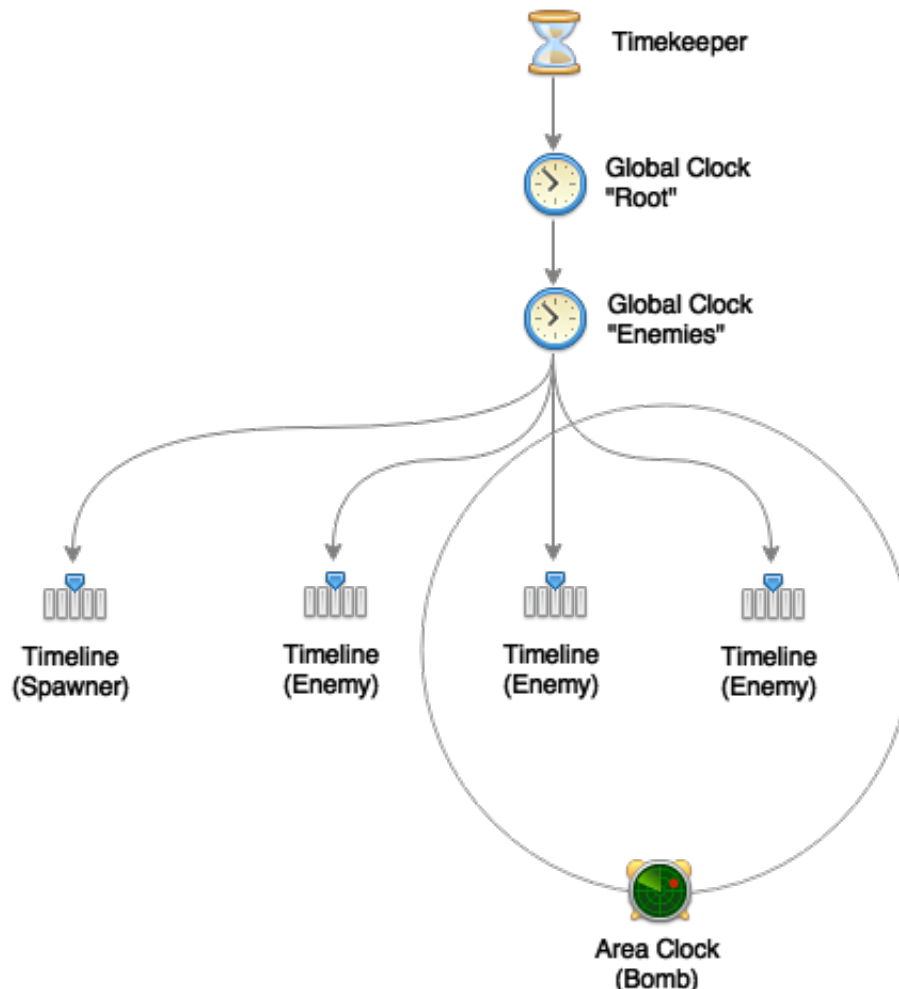 Timekeeper
Global Clock
"Root"
Global Clock
"Enemies"
Timeline
(Spawner)
Timeline
(Enemy)
Timeline
(Enemy)
Timeline
(Enemy)
Area Clock
(Bomb)